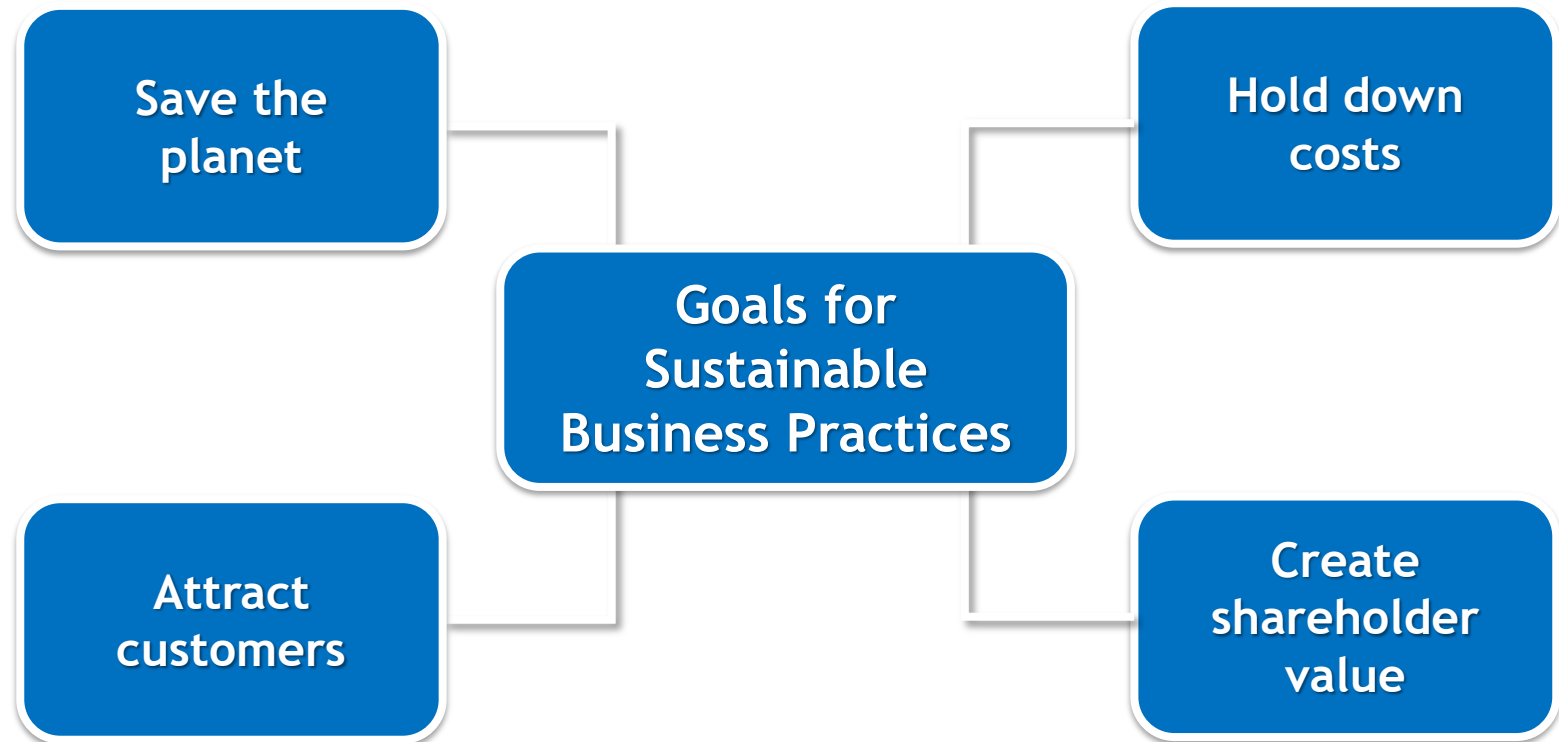 Save the
planet
Hold down
costs
Goals for
Sustainable
Business Practices
Attract
customers
Create
shareholder
value